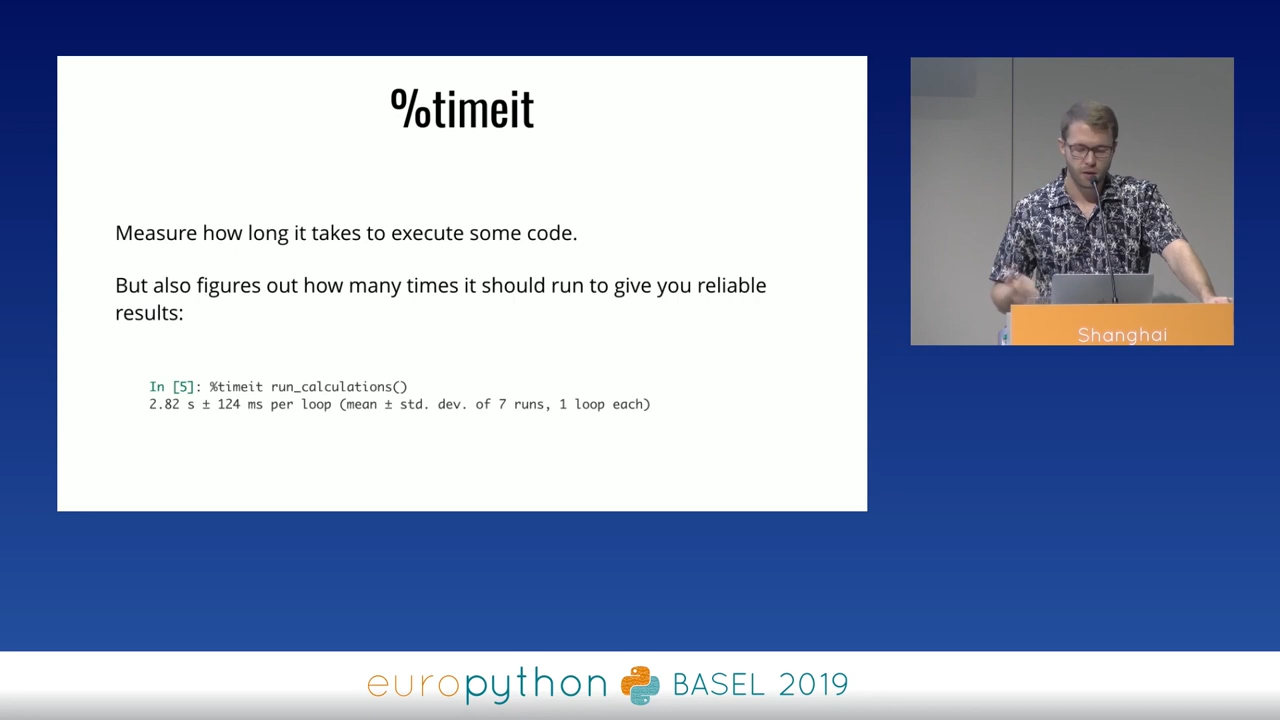 %timeit
Measure how long it takes to execute some code.
But also figures out how many times it should run to give you reliable
results:
In [5]: %timeit run_calculations()
2.82 s ± 124 ms per loop (mean ± std. dev. of 7 runs, 1 loop each)
Shanghai
europython BASEL 2019